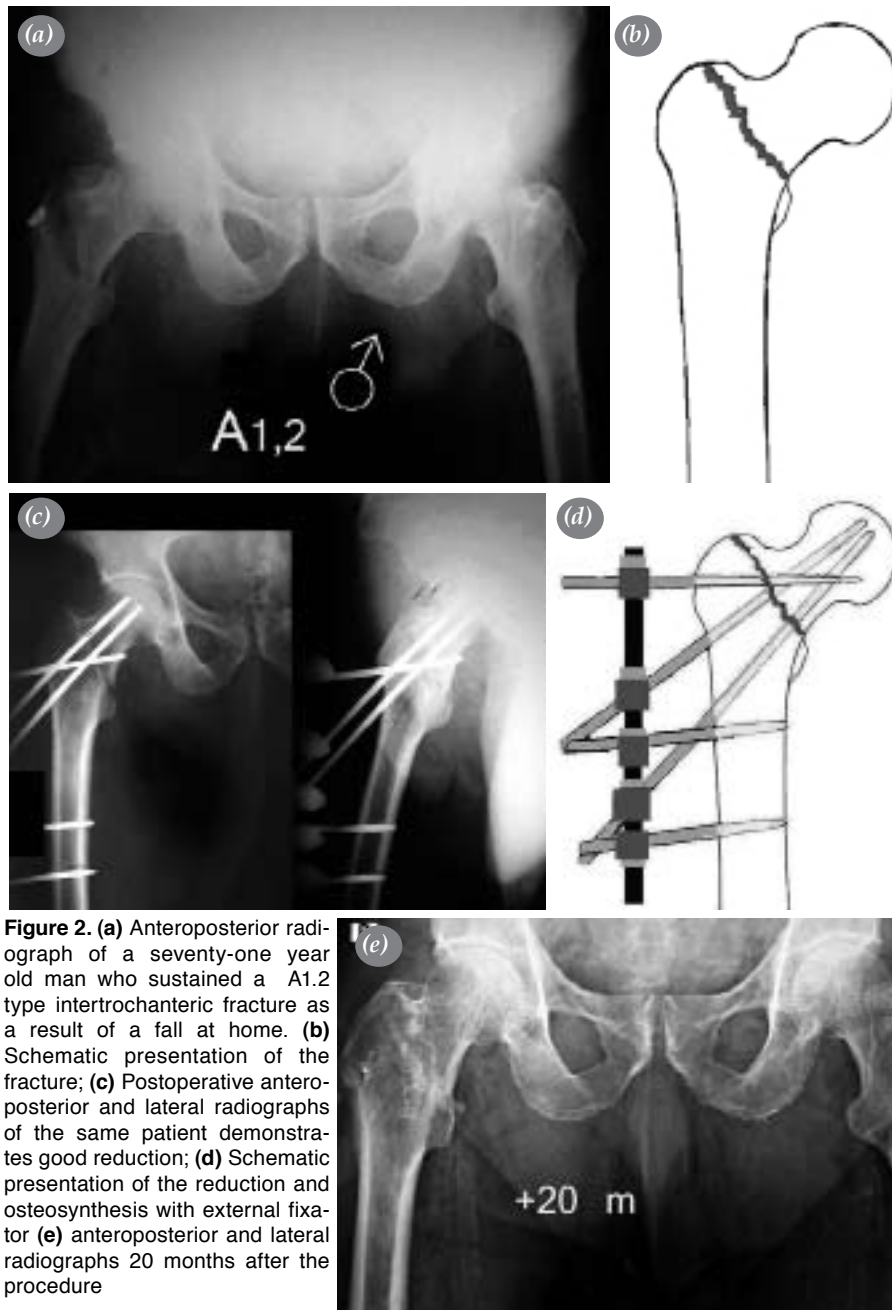 (a)
(b)
A1,2
(c)
(d)
Figure 2. (a) Anteroposterior radi-
ograph of a seventy-one year
old man who sustained a A1.2
type intertrochanteric fracture as
a result of a fall at home. (b)
Schematic presentation of the
fracture; (c) Postoperative antero-
posterior and lateral radiographs
of the same patient demonstra-
tes good reduction; (d) Schematic
presentation of the reduction and
osteosynthesis with external fixa-
tor (e) anteroposterior and lateral
radiographs 20 months after the
procedure
(e)
+20 m